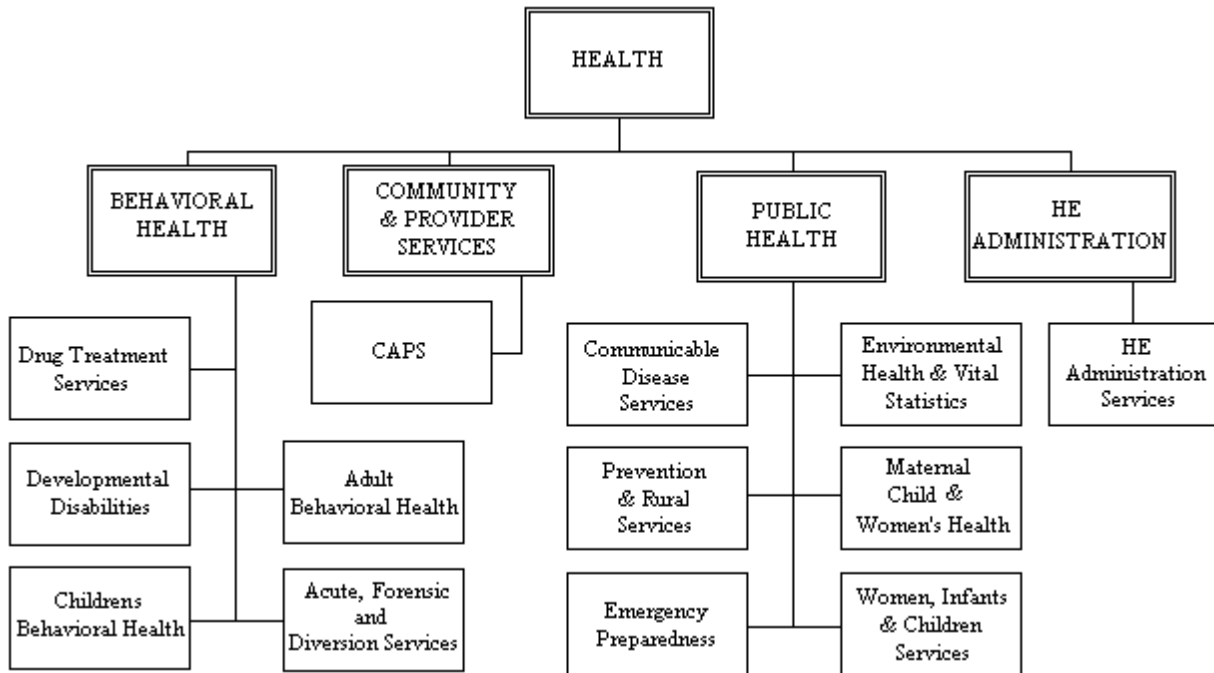 HEALTH
BEHAVIORAL
HEALTH
COMMUNITY
& PROVIDER
SERVICES
PUBLIC
HEALTH
HE
ADMINISTRATION
Drug Treatment
Services
CAPS
Communicable
Disease
Services
Environmental
Health & Vital
Statistics
HE
Administration
Services
Developmental
Disabilities
Adult
Behavioral Health
Prevention
& Rural
Services
Maternal
Child &
Women's Health
Childrens
Behavioral Health
Acute, Forensic
and
Diversion Services
Emergency
Preparedness
Women, Infants
& Children
Services